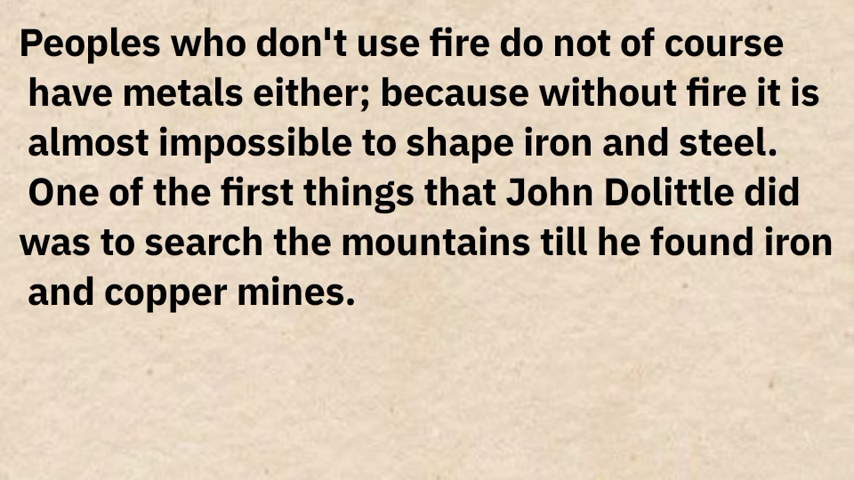 Peoples who don't use fire do not of course
have metals either; because without fire it is
almost impossible to shape iron and steel.
One of the first things that John Dolittle did
was to search the mountains till he found iron
and copper mines.